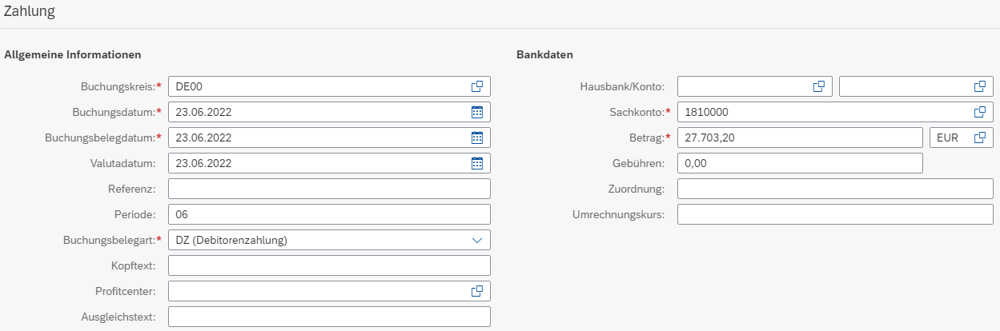 Zahlung
Allgemeine Informationen
Buchungskreis:* DE00
Buchungsdatum:* 23.06.2022
Buchungsbelegdatum:* 23.06.2022
Valutadatum: 23.06.2022
Referenz:
Periode: 06
Buchungsbelegart:* DZ (Debitorenzahlung)
Kopftext:
Profitcenter:
Ausgleichstext:
Bankdaten
Hausbank/Konto:
Sachkonto:* 1810000
Betrag:* 27.703,20 EUR
Gebühren: 0,00
Zuordnung:
Umrechnungskurs: